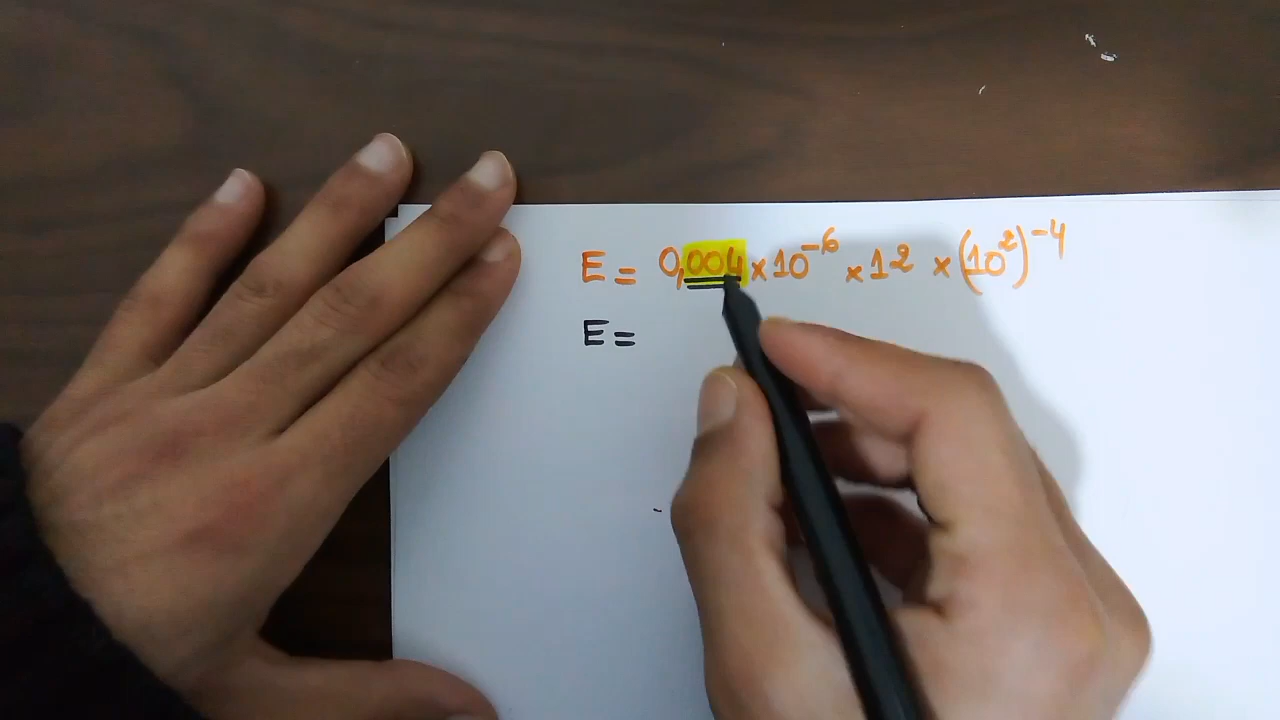 E = 0,004 × 10⁻⁶ × 1² × (10²)⁻⁴
E =